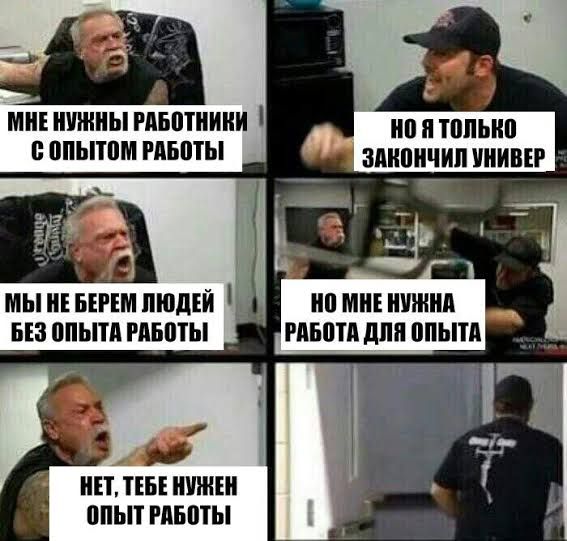 МНЕ НУЖНЫ РАБОТНИКИ
С ОПЫТОМ РАБОТЫ
НО Я ТОЛЬКО
ЗАКОНЧИЛ УНИВЕР
МЫ НЕ БЕРЕМ ЛЮДЕЙ
БЕЗ ОПЫТА РАБОТЫ
НО МНЕ НУЖНА
РАБОТА ДЛЯ ОПЫТА
НЕТ, ТЕБЕ НУЖЕН
ОПЫТ РАБОТЫ